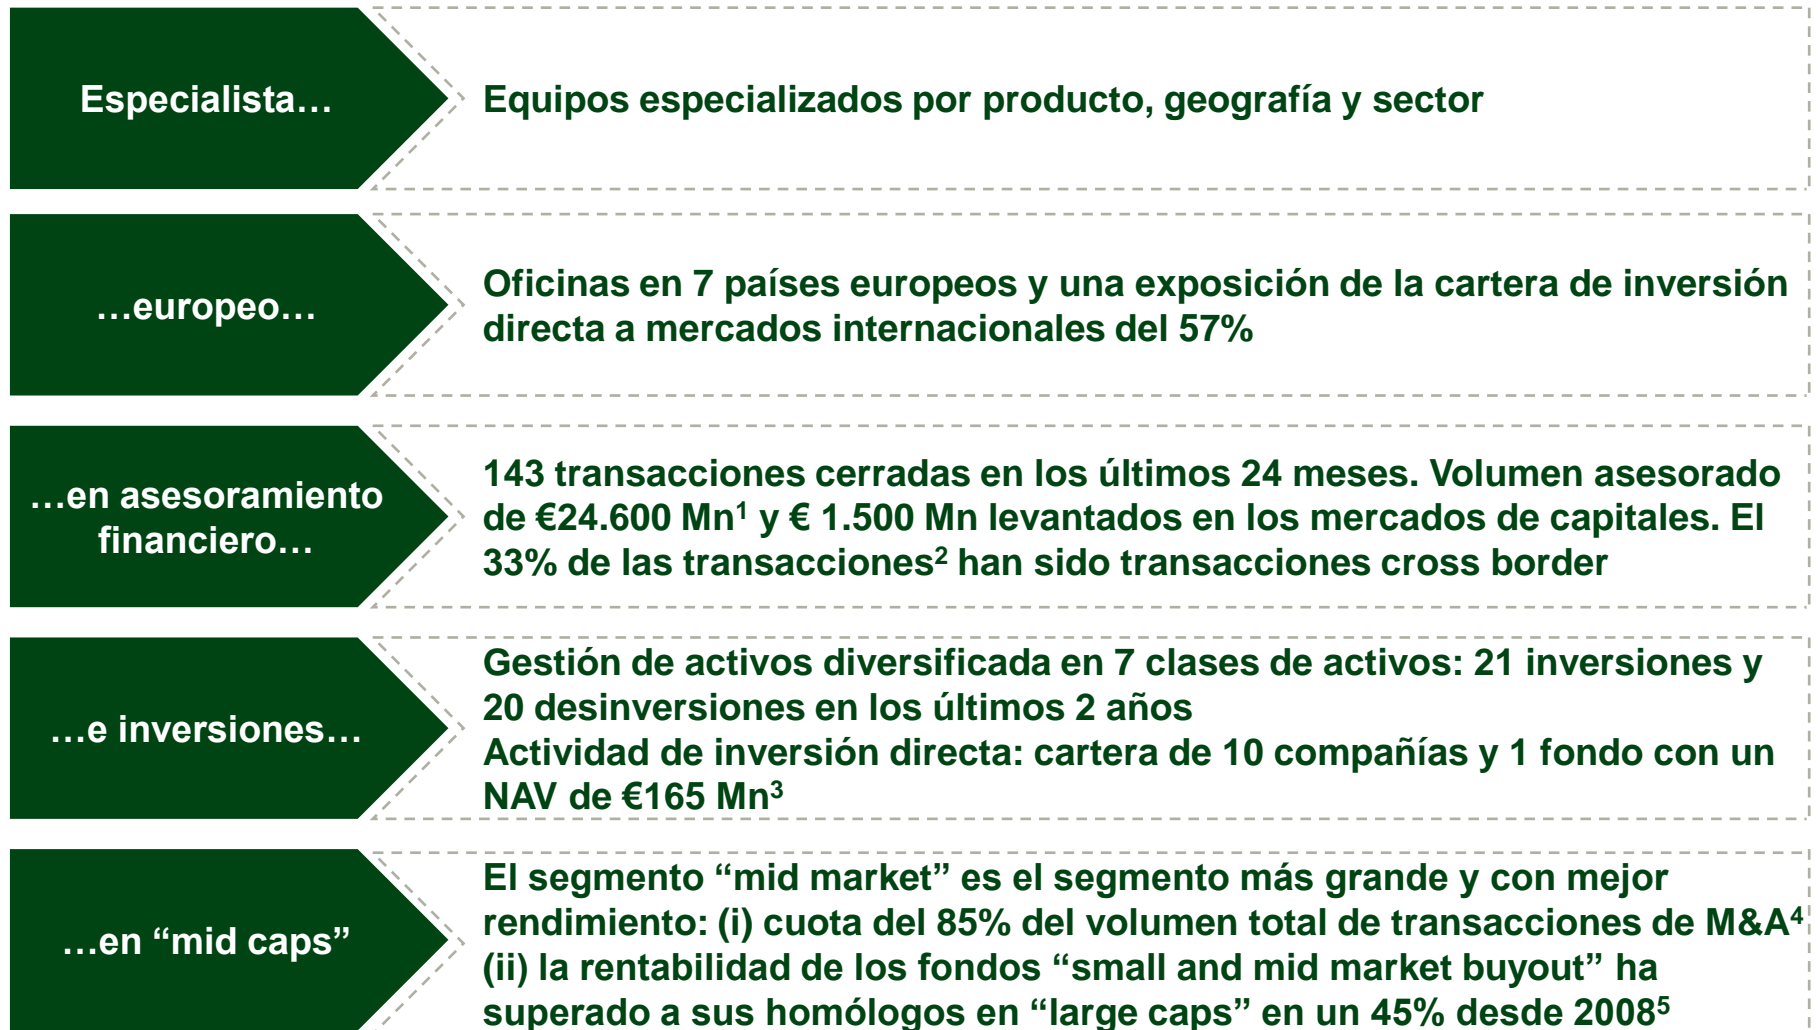 Especialista…
Equipos especializados por producto, geografía y sector
…europeo…
Oficinas en 7 países europeos y una exposición de la cartera de inversión
directa a mercados internacionales del 57%
…en asesoramiento
financiero…
143 transacciones cerradas en los últimos 24 meses. Volumen asesorado
de €24.600 Mn¹ y € 1.500 Mn levantados en los mercados de capitales. El
33% de las transacciones² han sido transacciones cross border
…e inversiones…
Gestión de activos diversificada en 7 clases de activos: 21 inversiones y
20 desinversiones en los últimos 2 años
Actividad de inversión directa: cartera de 10 compañías y 1 fondo con un
NAV de €165 Mn³
…en “mid caps”
El segmento “mid market” es el segmento más grande y con mejor
rendimiento: (i) cuota del 85% del volumen total de transacciones de M&A⁴
(ii) la rentabilidad de los fondos “small and mid market buyout” ha
superado a sus homólogos en “large caps” en un 45% desde 2008⁵